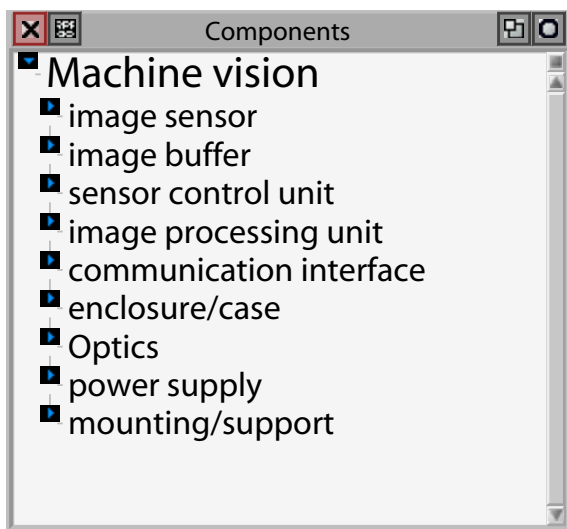 Components
Machine vision
image sensor
image buffer
sensor control unit
image processing unit
communication interface
enclosure/case
Optics
power supply
mounting/support